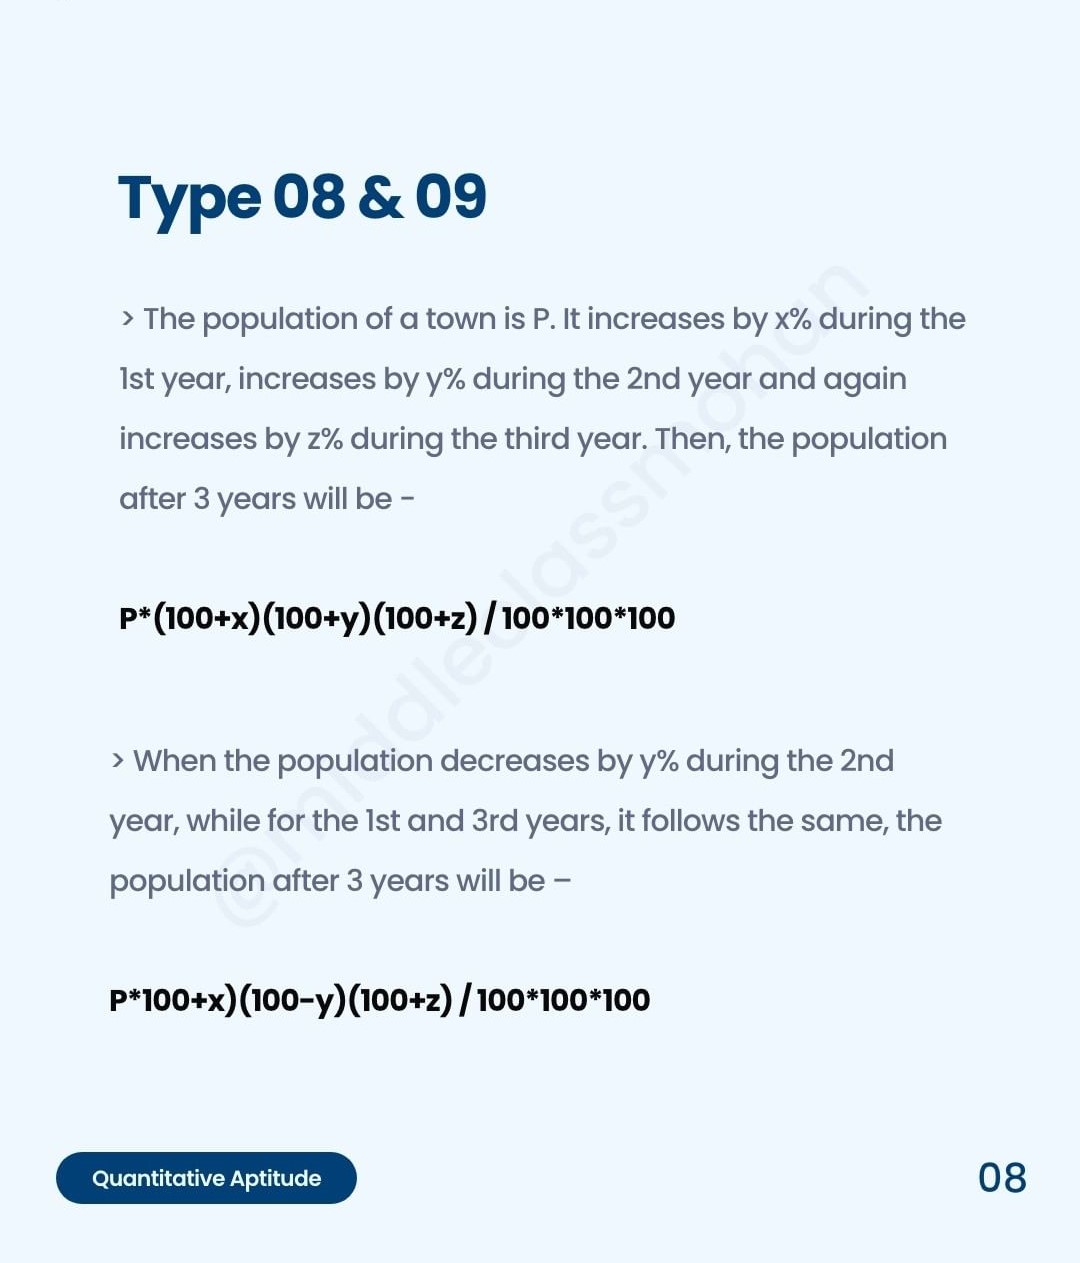 Type 08 & 09
> The population of a town is P. It increases by x% during the
1st year, increases by y% during the 2nd year and again
increases by z% during the third year. Then, the population
after 3 years will be -
P*(100+x)(100+y)(100+z) / 100*100*100
> When the population decreases by y% during the 2nd
year, while for the 1st and 3rd years, it follows the same, the
population after 3 years will be –
P*100+x)(100-y)(100+z) / 100*100*100
@middleclassmohan
Quantitative Aptitude
08